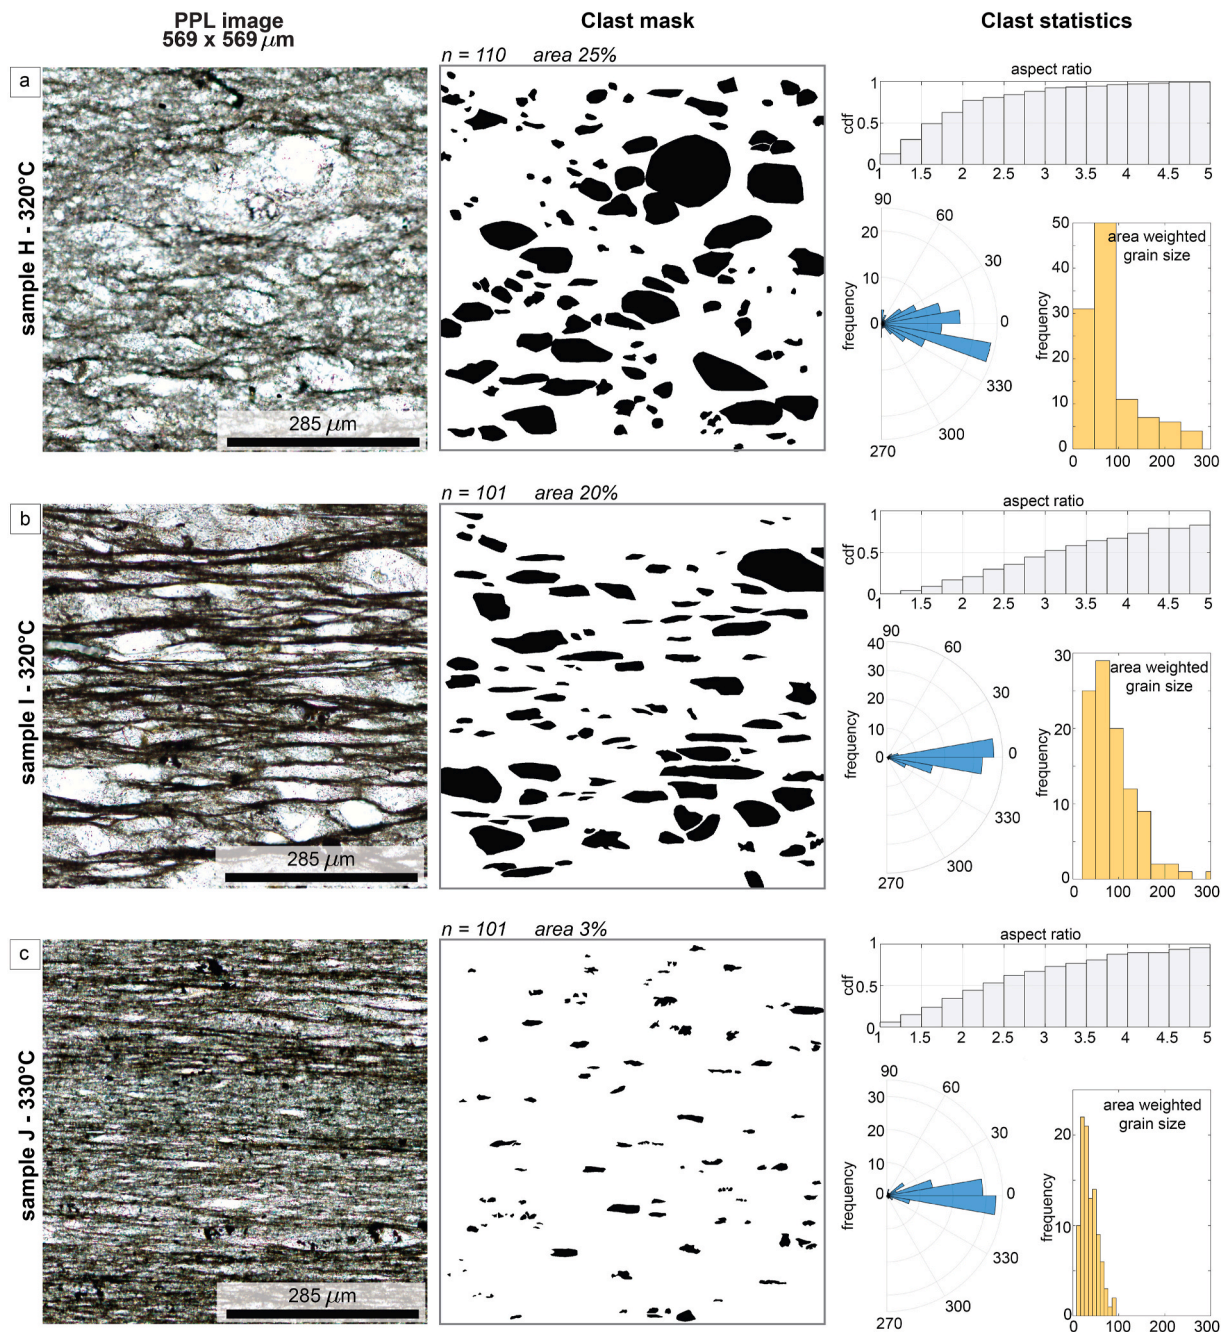 PPL image
569 x 569 μm
Clast mask
Clast statistics
a
sample H - 320°C
285 μm
n = 110 area 25%
aspect ratio
cdf
1
0.5
0
1 1.5 2 2.5 3 3.5 4 4.5 5
90
60
30
0
330
300
270
frequency
20
10
0
area weighted
grain size
frequency
50
40
30
20
10
0
0 100 200 300
b
sample I - 320°C
285 μm
n = 101 area 20%
aspect ratio
cdf
1
0.5
0
1 1.5 2 2.5 3 3.5 4 4.5 5
90
60
30
0
330
300
270
frequency
40
30
20
10
0
area weighted
grain size
frequency
30
20
10
0
0 100 200 300
c
sample J - 330°C
285 μm
n = 101 area 3%
aspect ratio
cdf
1
0.5
0
1 1.5 2 2.5 3 3.5 4 4.5 5
90
60
30
0
330
300
270
frequency
30
20
10
0
area weighted
grain size
frequency
20
10
0
0 100 200 300